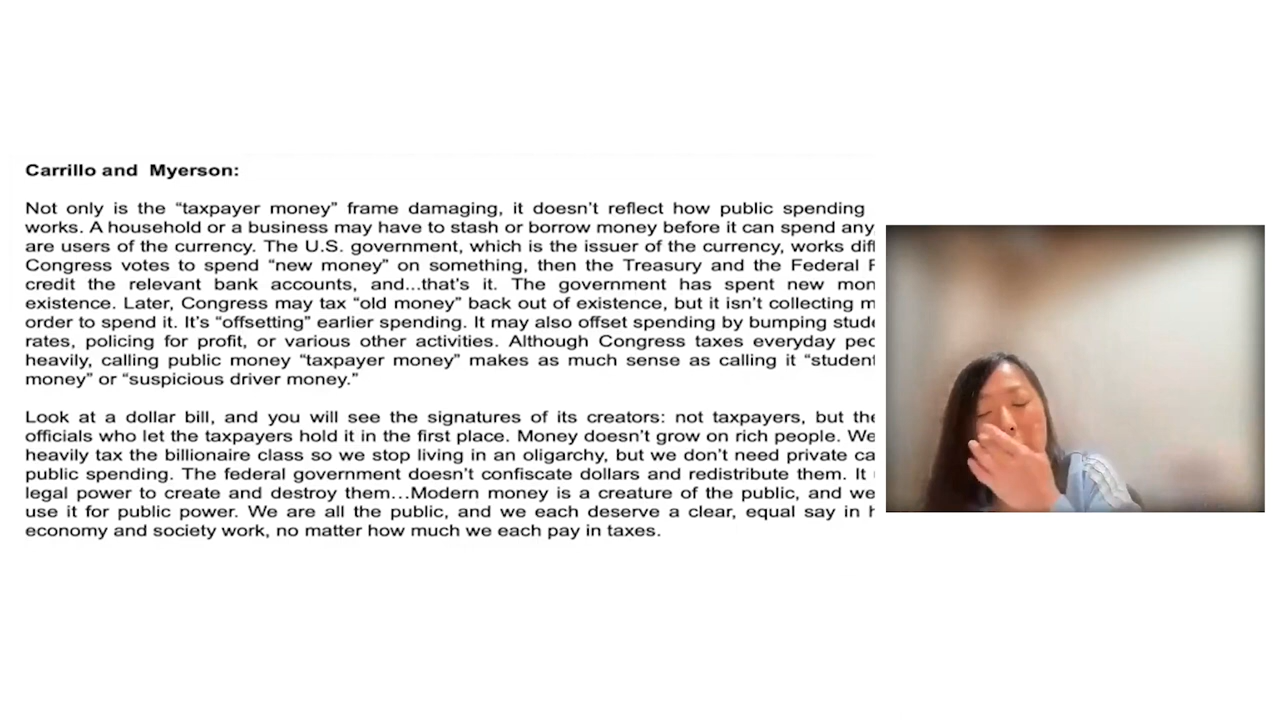 Carrillo and Myerson:
Not only is the “taxpayer money” frame damaging, it doesn’t reflect how public spending
works. A household or a business may have to stash or borrow money before it can spend any
are users of the currency. The U.S. government, which is the issuer of the currency, works
Congress votes to spend “new money” on something, then the Treasury and the Federal
credit the relevant bank accounts, and...that's it. The government has spent new
existence. Later, Congress may tax “old money” back out of existence, but it isn’t collecting
order to spend it. It’s “offsetting” earlier spending. It may also offset spending by bumping
rates, policing for profit, or various other activities. Although Congress taxes everyday
heavily, calling public money “taxpayer money” makes as much sense as calling it “student
money” or “suspicious driver money.”
Look at a dollar bill, and you will see the signatures of its creators: not taxpayers, but
officials who let the taxpayers hold it in the first place. Money doesn’t grow on rich people. We
heavily tax the billionaire class so we stop living in an oligarchy, but we don’t need private
public spending. The federal government doesn’t confiscate dollars and redistribute them. It
legal power to create and destroy them…Modern money is a creature of the public, and we
use it for public power. We are all the public, and we each deserve a clear, equal say in
economy and society work, no matter how much we each pay in taxes.